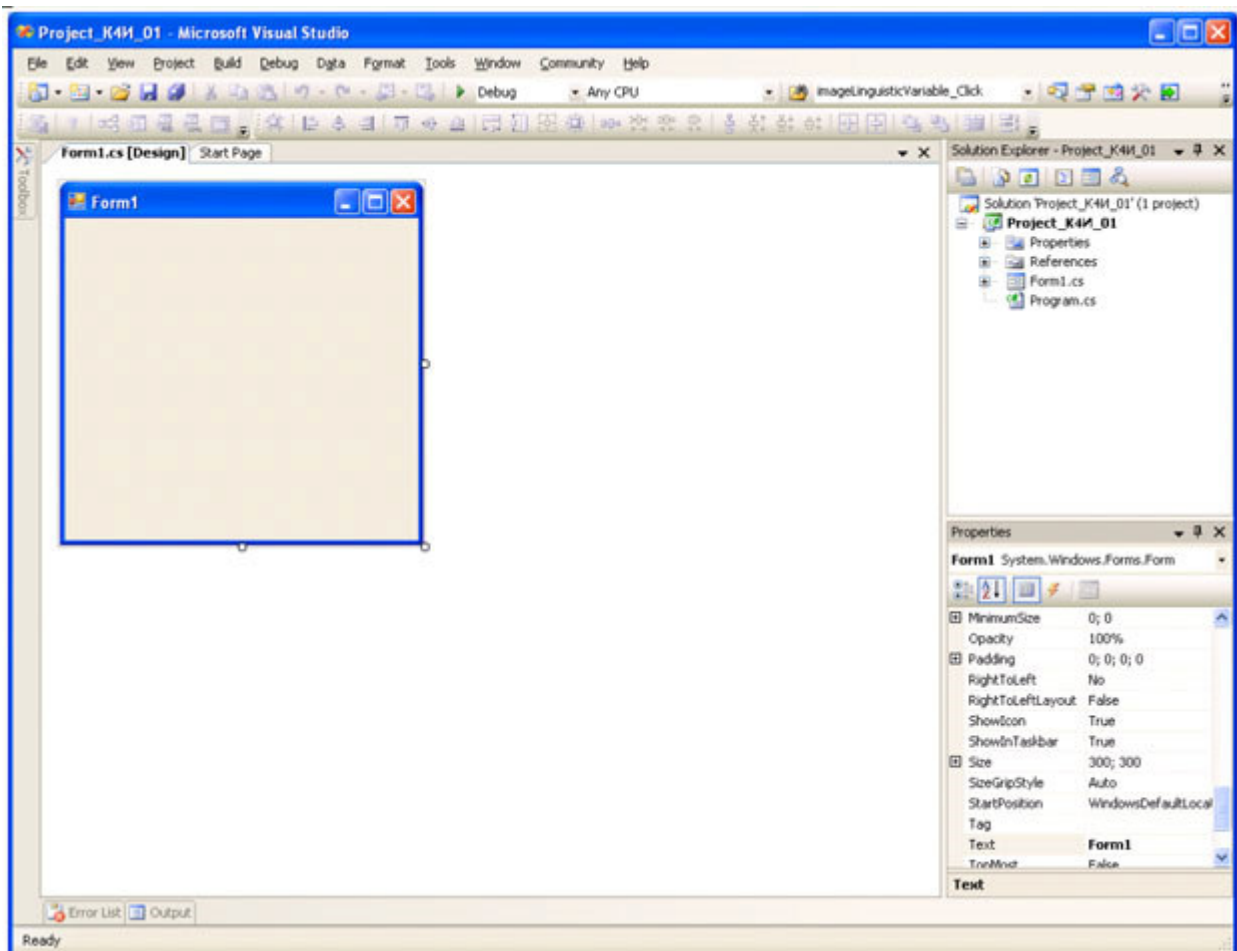 Project_К4И_01 - Microsoft Visual Studio
File Edit View Project Build Debug Data Format Tools Window Community Help
Debug Any CPU imageLinguisticVariable_Click
Toolbox
Form1.cs [Design] Start Page
Form1
Solution Explorer - Project_К4И_01
Solution 'Project_К4И_01' (1 project)
Project_К4И_01
Properties
References
Form1.cs
Program.cs
Properties
Form1 System.Windows.Forms.Form
MinimumSize 0; 0
Opacity 100%
Padding 0; 0; 0; 0
RightToLeft No
RightToLeftLayout False
ShowIcon True
ShowInTaskbar True
Size 300; 300
SizeGripStyle Auto
StartPosition WindowsDefaultLocat
Tag
Text Form1
TopMost False
Text
Error List Output
Ready